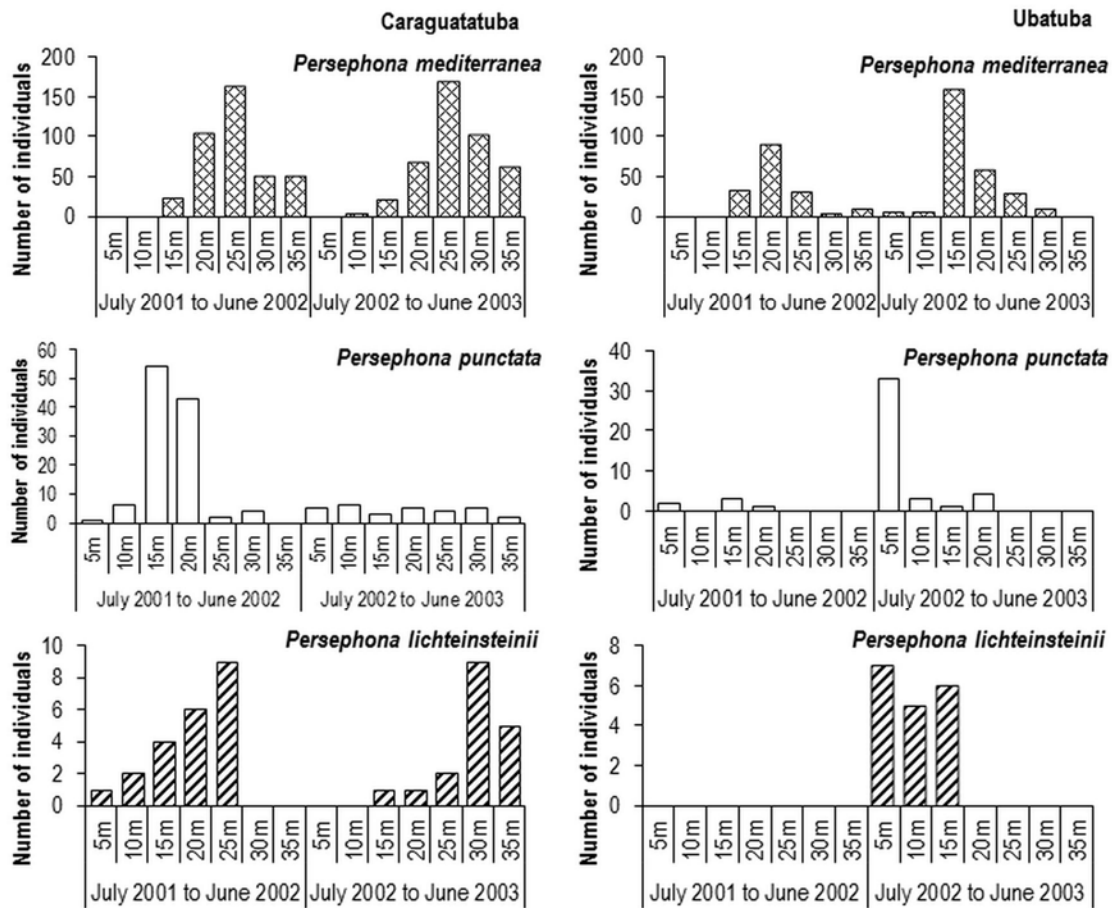 Caraguatatuba
Persephona mediterranea
Number of individuals
200
150
100
50
0
5m 10m 15m 20m 25m 30m 35m 5m 10m 15m 20m 25m 30m 35m
July 2001 to June 2002 July 2002 to June 2003
Ubatuba
Persephona mediterranea
Number of individuals
200
150
100
50
0
5m 10m 15m 20m 25m 30m 35m 5m 10m 15m 20m 25m 30m 35m
July 2001 to June 2002 July 2002 to June 2003
Persephona punctata
Number of individuals
60
50
40
30
20
10
0
5m 10m 15m 20m 25m 30m 35m 5m 10m 15m 20m 25m 30m 35m
July 2001 to June 2002 July 2002 to June 2003
Persephona punctata
Number of individuals
40
30
20
10
0
5m 10m 15m 20m 25m 30m 35m 5m 10m 15m 20m 25m 30m 35m
July 2001 to June 2002 July 2002 to June 2003
Persephona lichteinsteinii
Number of individuals
10
8
6
4
2
0
5m 10m 15m 20m 25m 30m 35m 5m 10m 15m 20m 25m 30m 35m
July 2001 to June 2002 July 2002 to June 2003
Persephona lichteinsteinii
Number of individuals
8
6
4
2
0
5m 10m 15m 20m 25m 30m 35m 5m 10m 15m 20m 25m 30m 35m
July 2001 to June 2002 July 2002 to June 2003